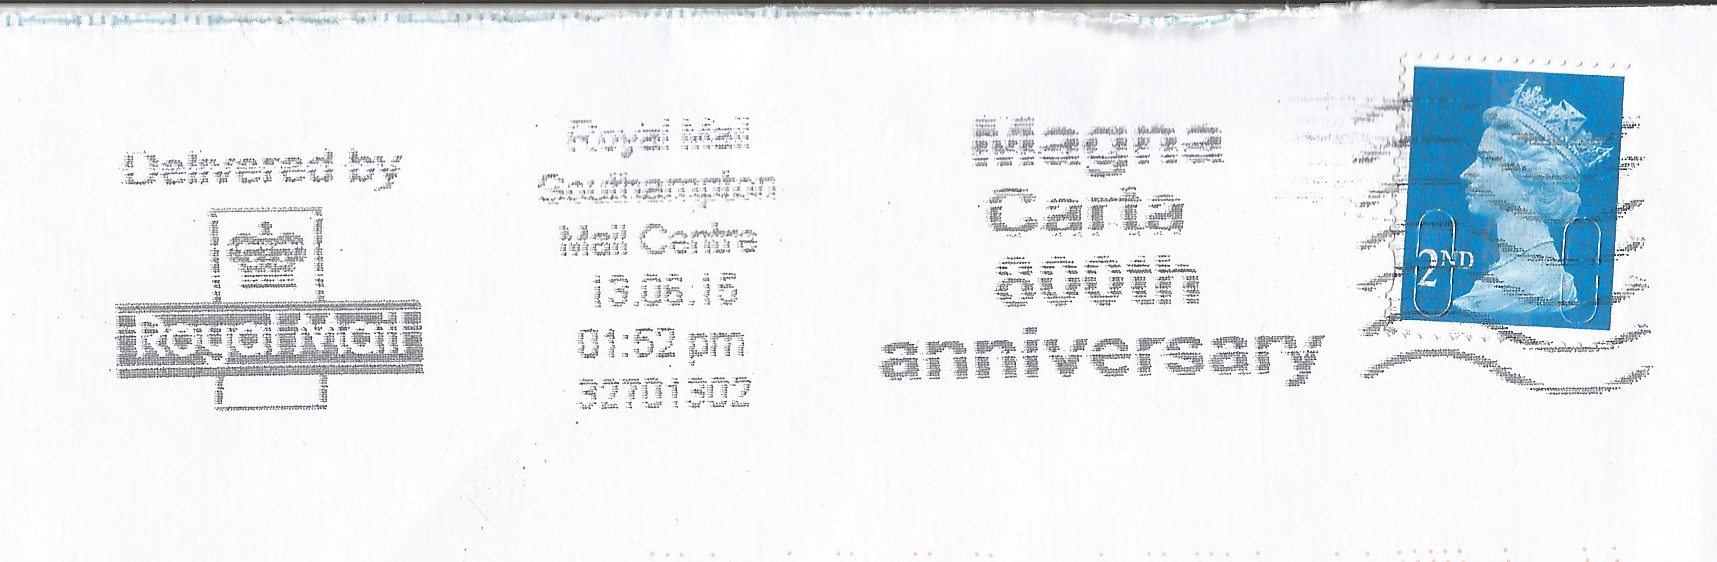 Delivered by
Royal Mail
Royal Mail
Southampton
Mail Centre
13.06.15
01:52 pm
32701302
Magna
Carta
800th
anniversary
2ND